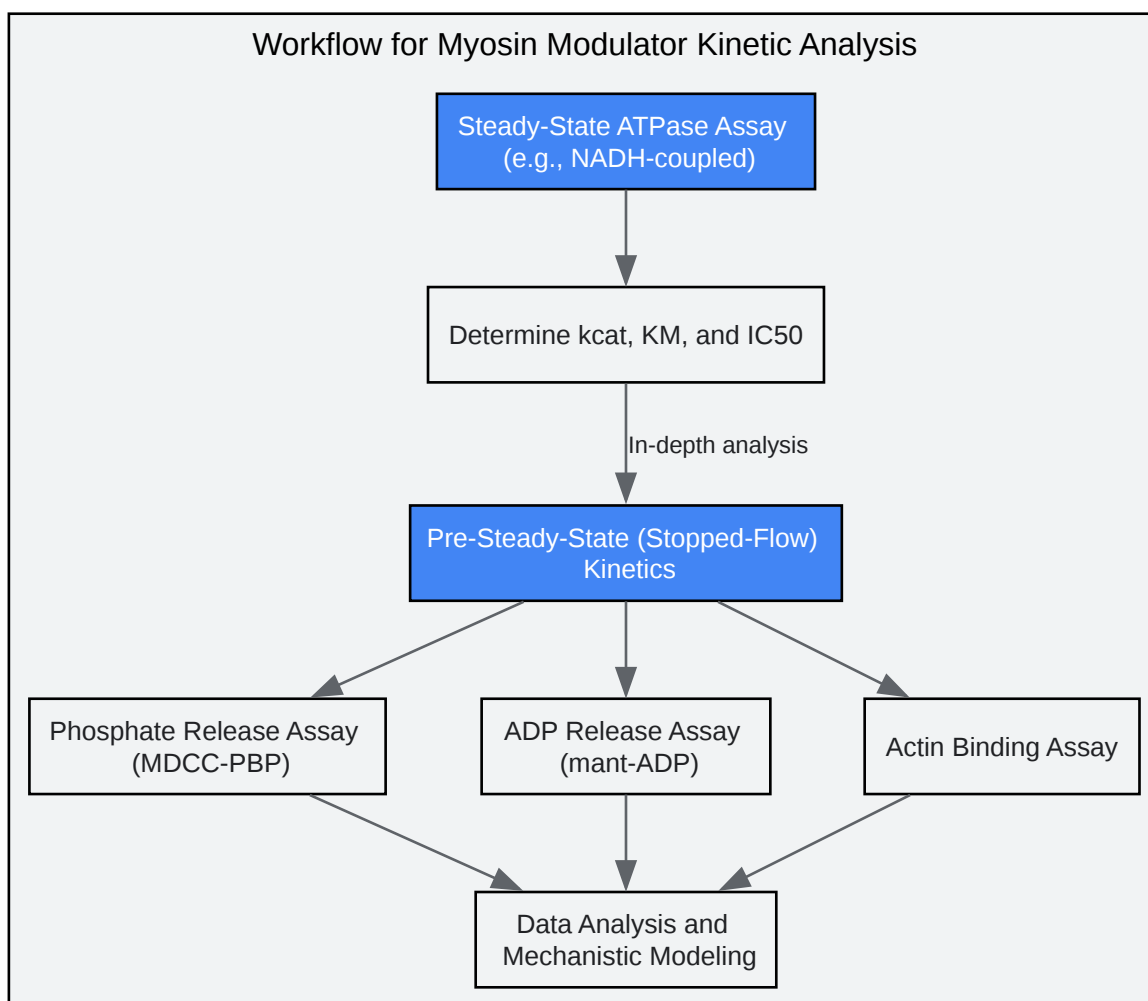 Workflow for Myosin Modulator Kinetic Analysis
Steady-State ATPase Assay
(e.g., NADH-coupled)
Determine kcat, KM, and IC50
In-depth analysis
Pre-Steady-State (Stopped-Flow)
Kinetics
Phosphate Release Assay
(MDCC-PBP)
ADP Release Assay
(mant-ADP)
Actin Binding Assay
Data Analysis and
Mechanistic Modeling